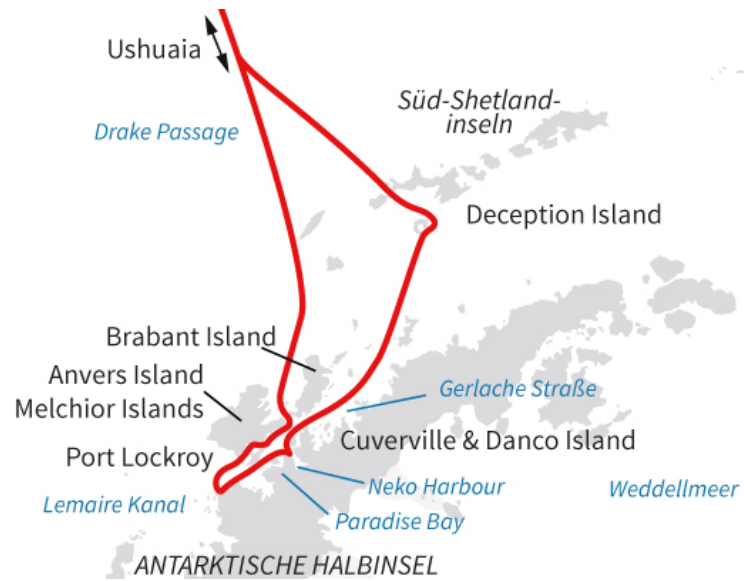 Ushuaia
Süd-Shetland-
inseln
Drake Passage
Deception Island
Brabant Island
Anvers Island
Melchior Islands
Gerlache Straße
Cuverville & Danco Island
Port Lockroy
Neko Harbour
Lemaire Kanal
Weddellmeer
Paradise Bay
ANTARKTISCHE HALBINSEL